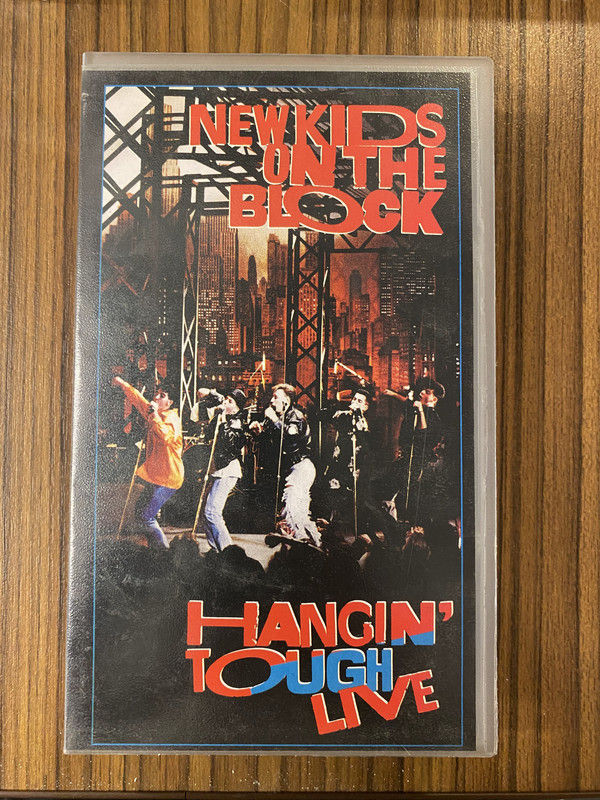 NEW KIDS
ON THE
BLOCK
HANGIN'
TOUGH
LIVE